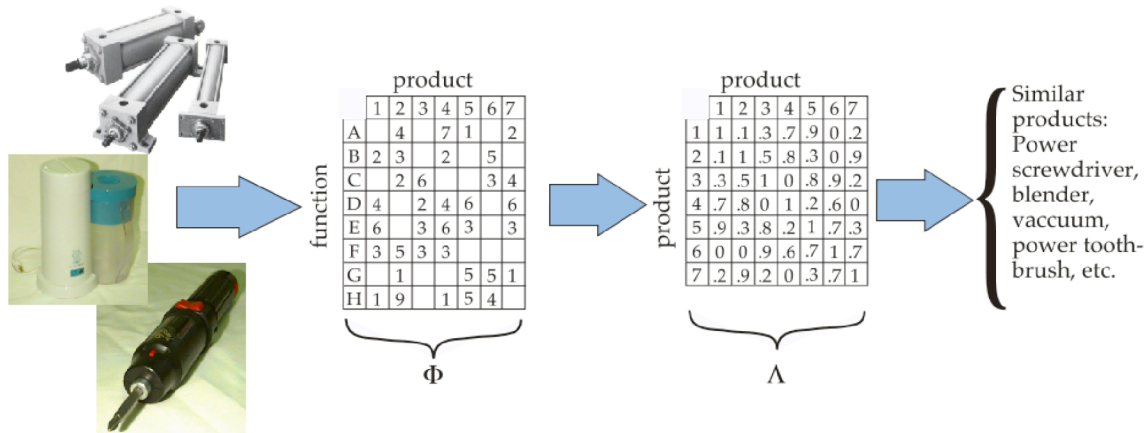 product
function
1 2 3 4 5 6 7
A 4 7 1 2
B 2 3 2 5
C 2 6 3 4
D 4 2 4 6 6
E 6 3 6 3 3
F 3 5 3 3
G 1 5 5 1
H 1 9 1 5 4
Φ
product
product
1 2 3 4 5 6 7
1 1 .1 .3 .7 .9 0 .2
2 .1 1 .5 .8 .3 0 .9
3 .3 .5 1 0 .8 .9 .2
4 .7 .8 0 1 .2 .6 0
5 .9 .3 .8 .2 1 .7 .3
6 0 0 .9 .6 .7 1 .7
7 .2 .9 .2 0 .3 .7 1
Λ
Similar
products:
Power
screwdriver,
blender,
vaccuum,
power tooth-
brush, etc.